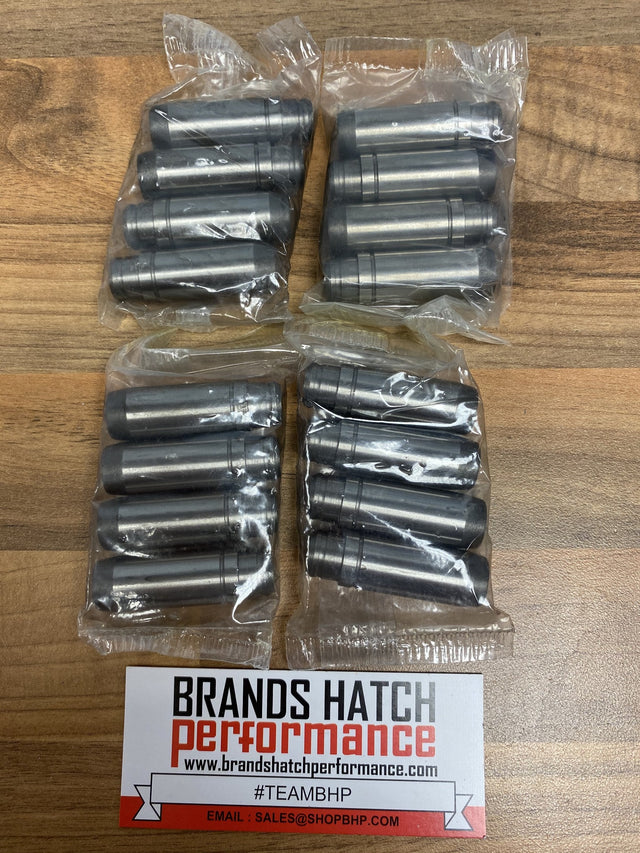 BRANDS HATCH
performance
www.brandshatchperformance.com
#TEAMBHP
EMAIL : SALES@SHOPBHP.COM